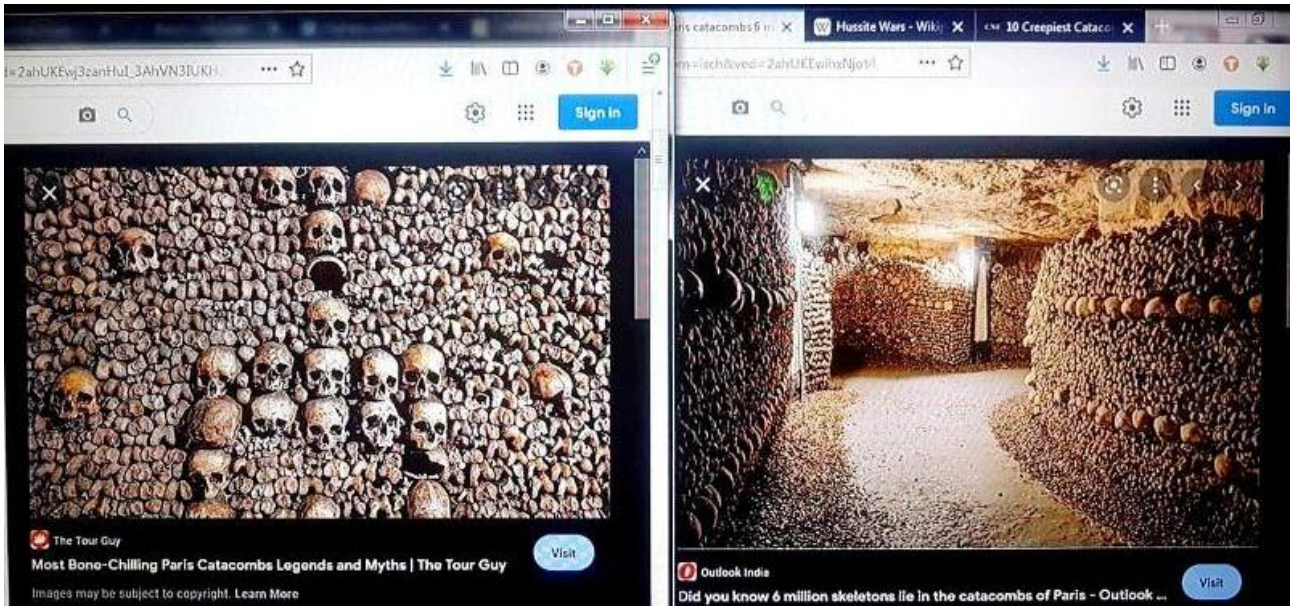 Hussite Wars - Wiki
10 Creepiest Cataco
Sign in
Sign in
The Tour Guy
Visit
Most Bone-Chilling Paris Catacombs Legends and Myths | The Tour Guy
Images may be subject to copyright. Learn More
Outlook India
Visit
Did you know 6 million skeletons lie in the catacombs of Paris - Outlook ...